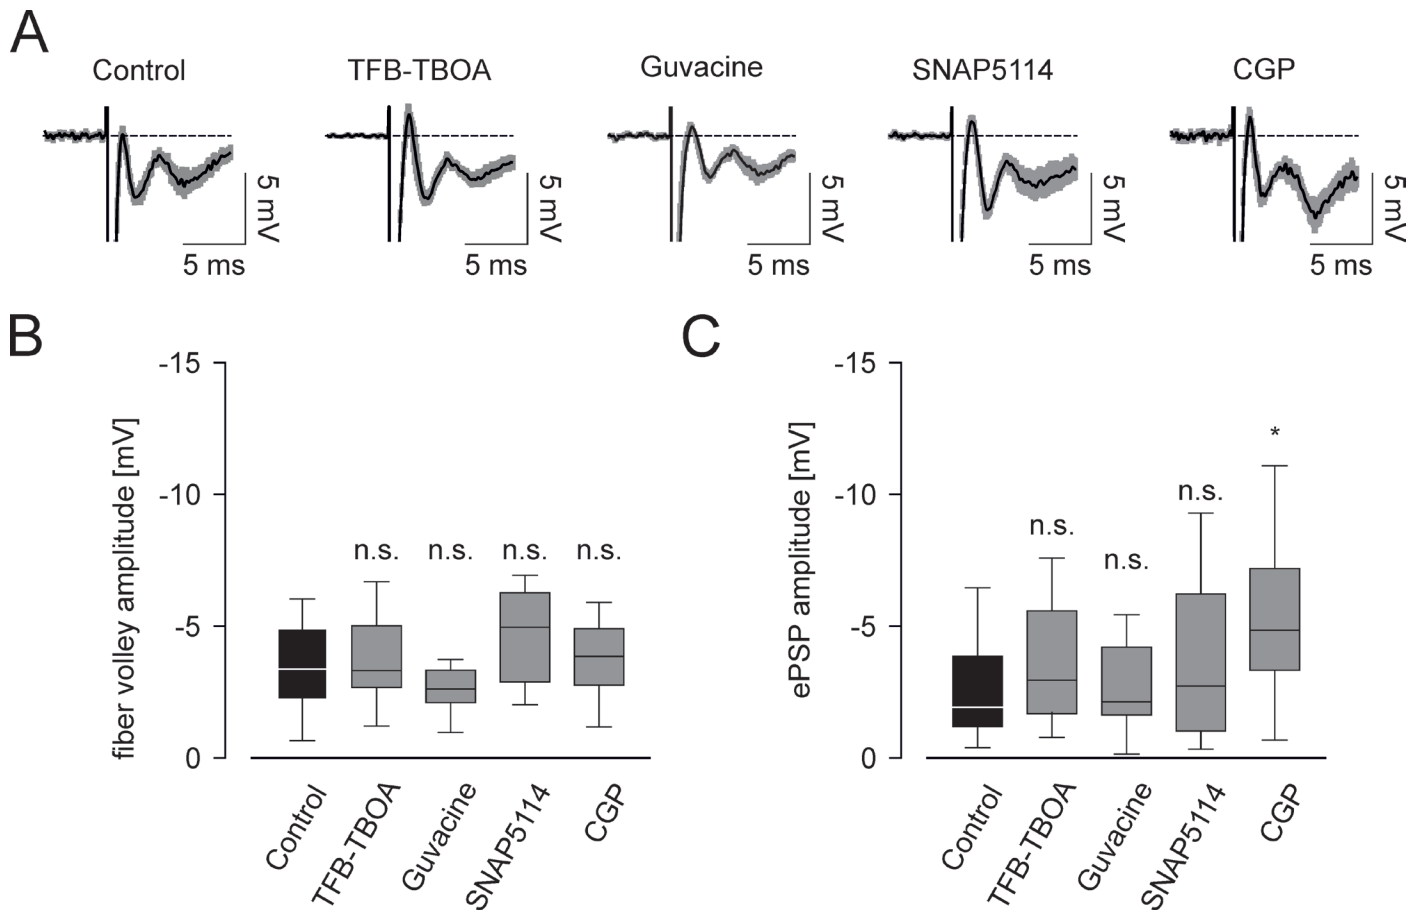 A
Control
TFB-TBOA
Guvacine
SNAP5114
CGP
5 mV
5 mV
5 mV
5 mV
5 mV
5 ms
5 ms
5 ms
5 ms
5 ms
B
fiber volley amplitude [mV]
-15
-10
-5
0
n.s.
n.s.
n.s.
n.s.
Control
TFB-TBOA
Guvacine
SNAP5114
CGP
C
ePSP amplitude [mV]
-15
-10
-5
0
n.s.
n.s.
n.s.
*
Control
TFB-TBOA
Guvacine
SNAP5114
CGP